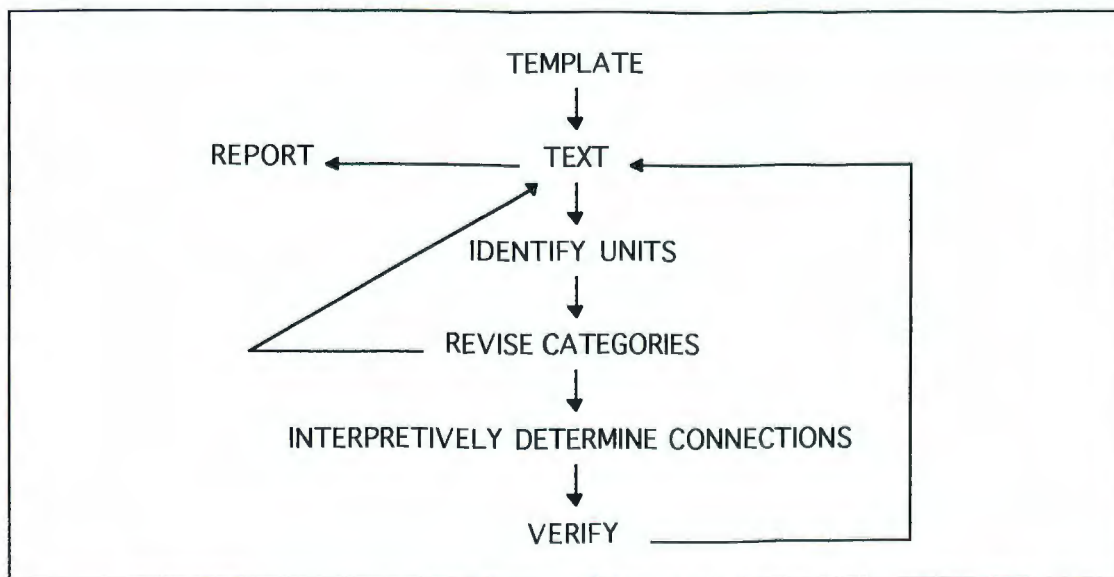 TEMPLATE
REPORT TEXT
IDENTIFY UNITS
REVISE CATEGORIES
INTERPRETIVELY DETERMINE CONNECTIONS
VERIFY